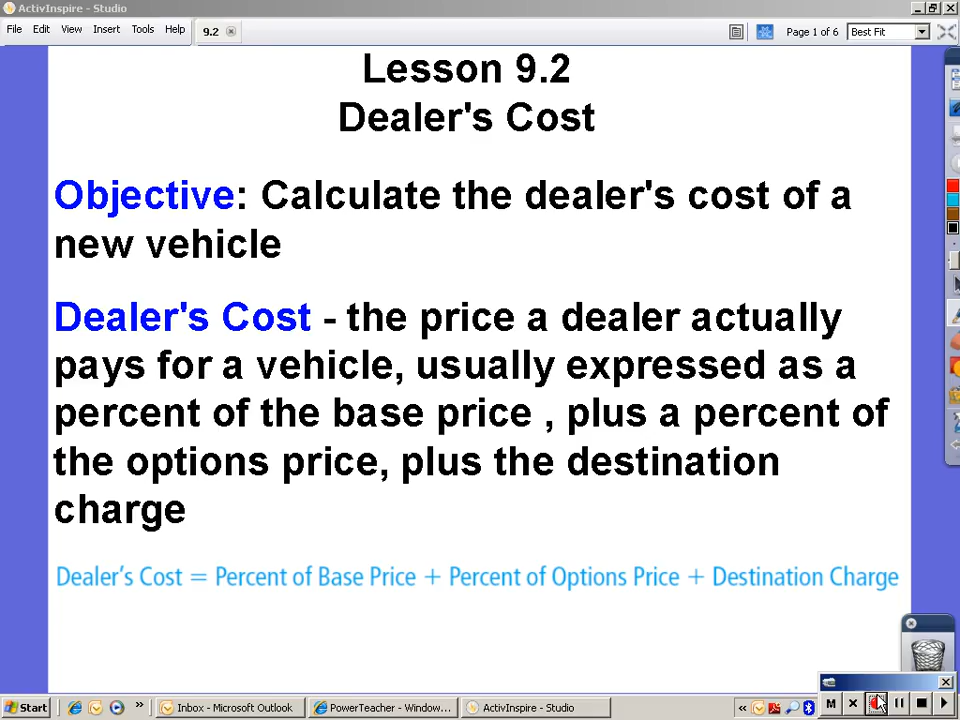 ActivInspire - Studio
File Edit View Insert Tools Help
9.2
Page 1 of 6
Best Fit
Lesson 9.2
Dealer's Cost
Objective: Calculate the dealer's cost of a
new vehicle
Dealer's Cost - the price a dealer actually
pays for a vehicle, usually expressed as a
percent of the base price , plus a percent of
the options price, plus the destination
charge
Dealer's Cost = Percent of Base Price + Percent of Options Price + Destination Charge
M
Start
Inbox - Microsoft Outlook
PowerTeacher - Window...
ActivInspire - Studio